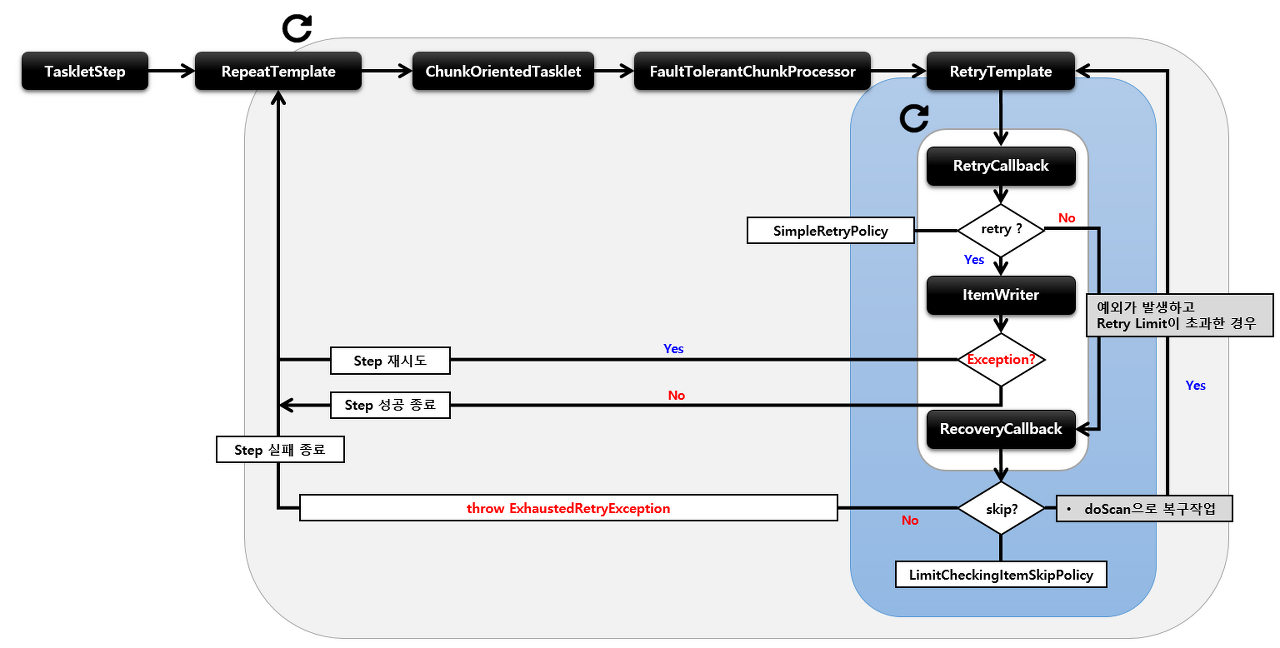 TaskletStep
RepeatTemplate
ChunkOrientedTasklet
FaultTolerantChunkProcessor
RetryTemplate
RetryCallback
retry ?
No
SimpleRetryPolicy
Yes
ItemWriter
예외가 발생하고
Retry Limit이 초과한 경우
Yes
Step 재시도
Exception?
Yes
No
Step 성공 종료
RecoveryCallback
Step 실패 종료
throw ExhaustedRetryException
No
skip?
• doScan으로 복구작업
LimitCheckingItemSkipPolicy